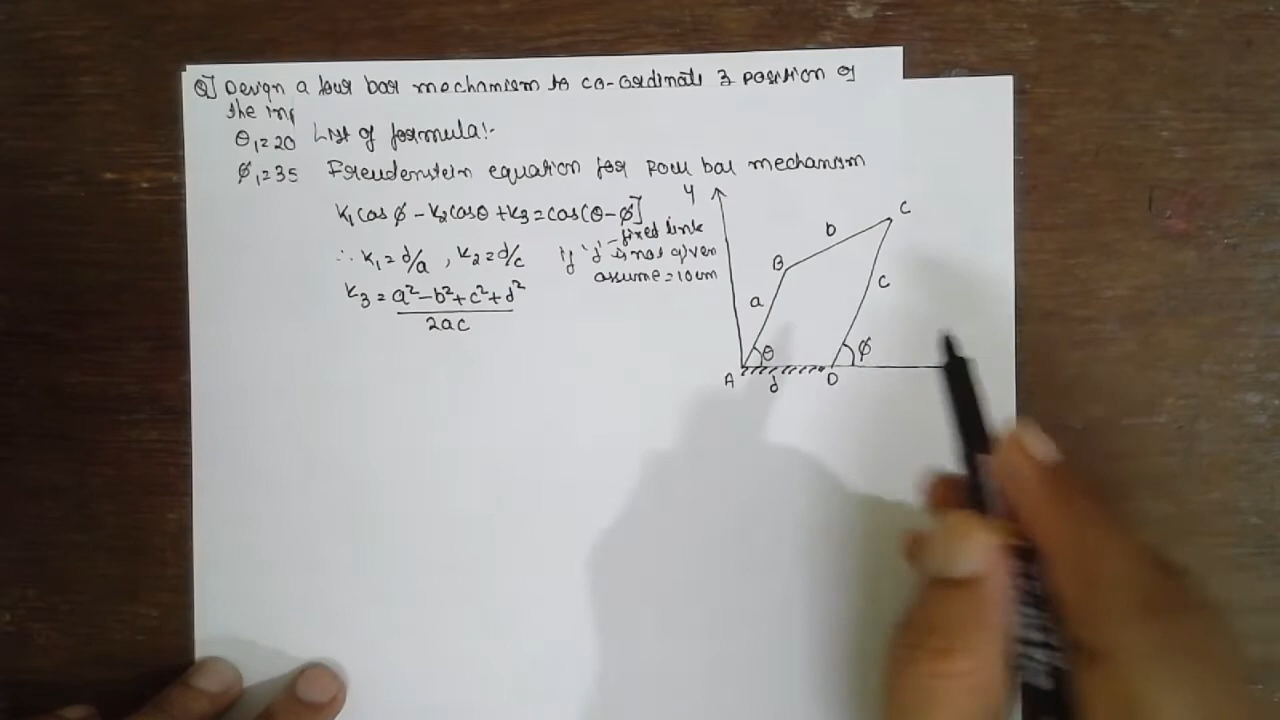 Q] Design a four bar mechanism to co-ordinate 3 position of
the inp
θ₁=20 List of formula:-
φ₁=35 Freudenstein equation for Four bar mechanism
K₁cosφ - K₂cosθ + K₃ = cos(θ-φ)
∴ K₁=d/a , K₂=d/c
K₃ = a²-b²+c²+d²
2ac
if 'd' - fixed link
is not given
assume = 10cm
Y
C
b
B
c
a
θ
φ
A
d
D